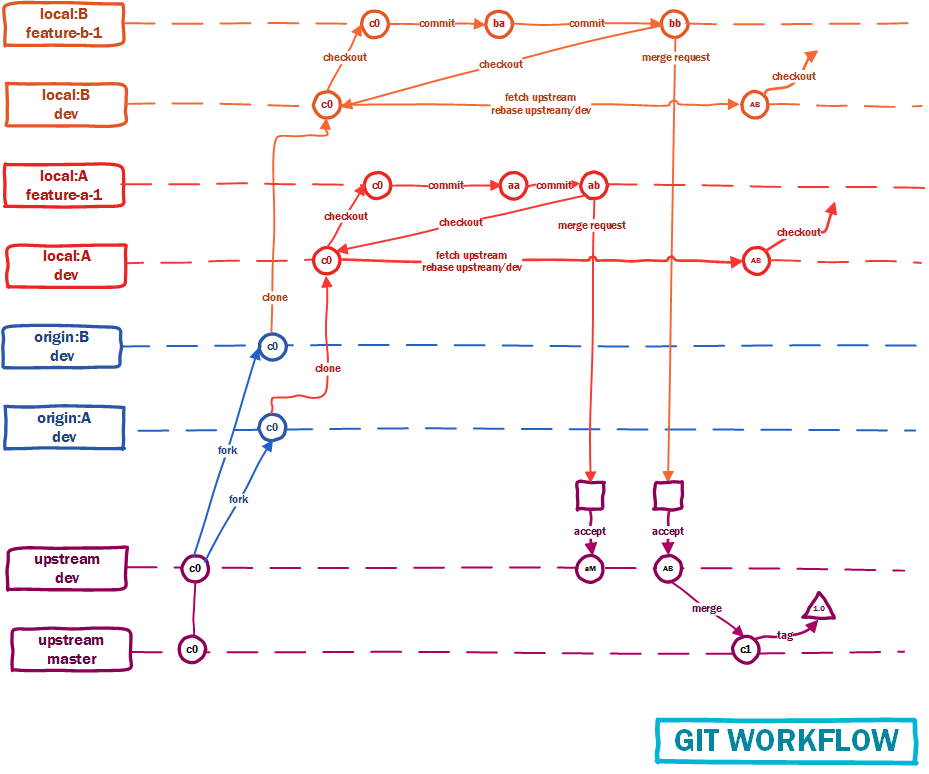 local:B
feature-b-1
c0
commit
ba
commit
bb
checkout
checkout
merge request
local:B
dev
c0
fetch upstream
rebase upstream/dev
AB
checkout
local:A
feature-a-1
c0
commit
aa
commit
ab
checkout
checkout
merge request
local:A
dev
c0
fetch upstream
rebase upstream/dev
AB
checkout
clone
origin:B
dev
c0
clone
origin:A
dev
c0
fork
fork
accept
accept
upstream
dev
c0
aM
AB
merge
1.0
tag
upstream
master
c0
c1
GIT WORKFLOW